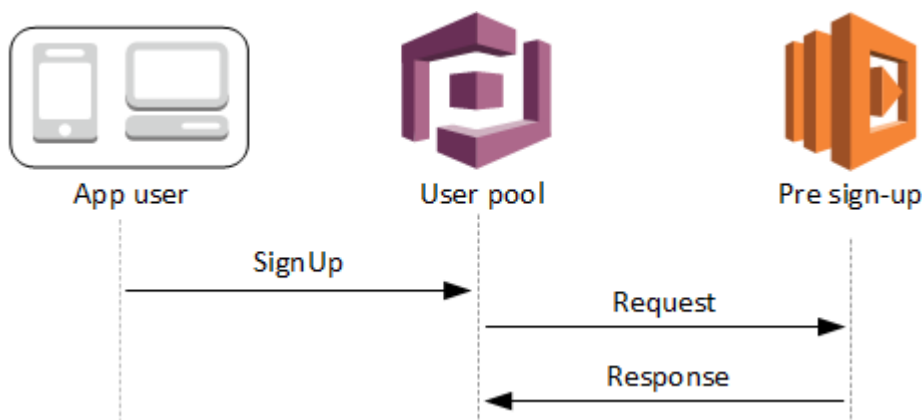 App user
User pool
Pre sign-up
SignUp
Request
Response